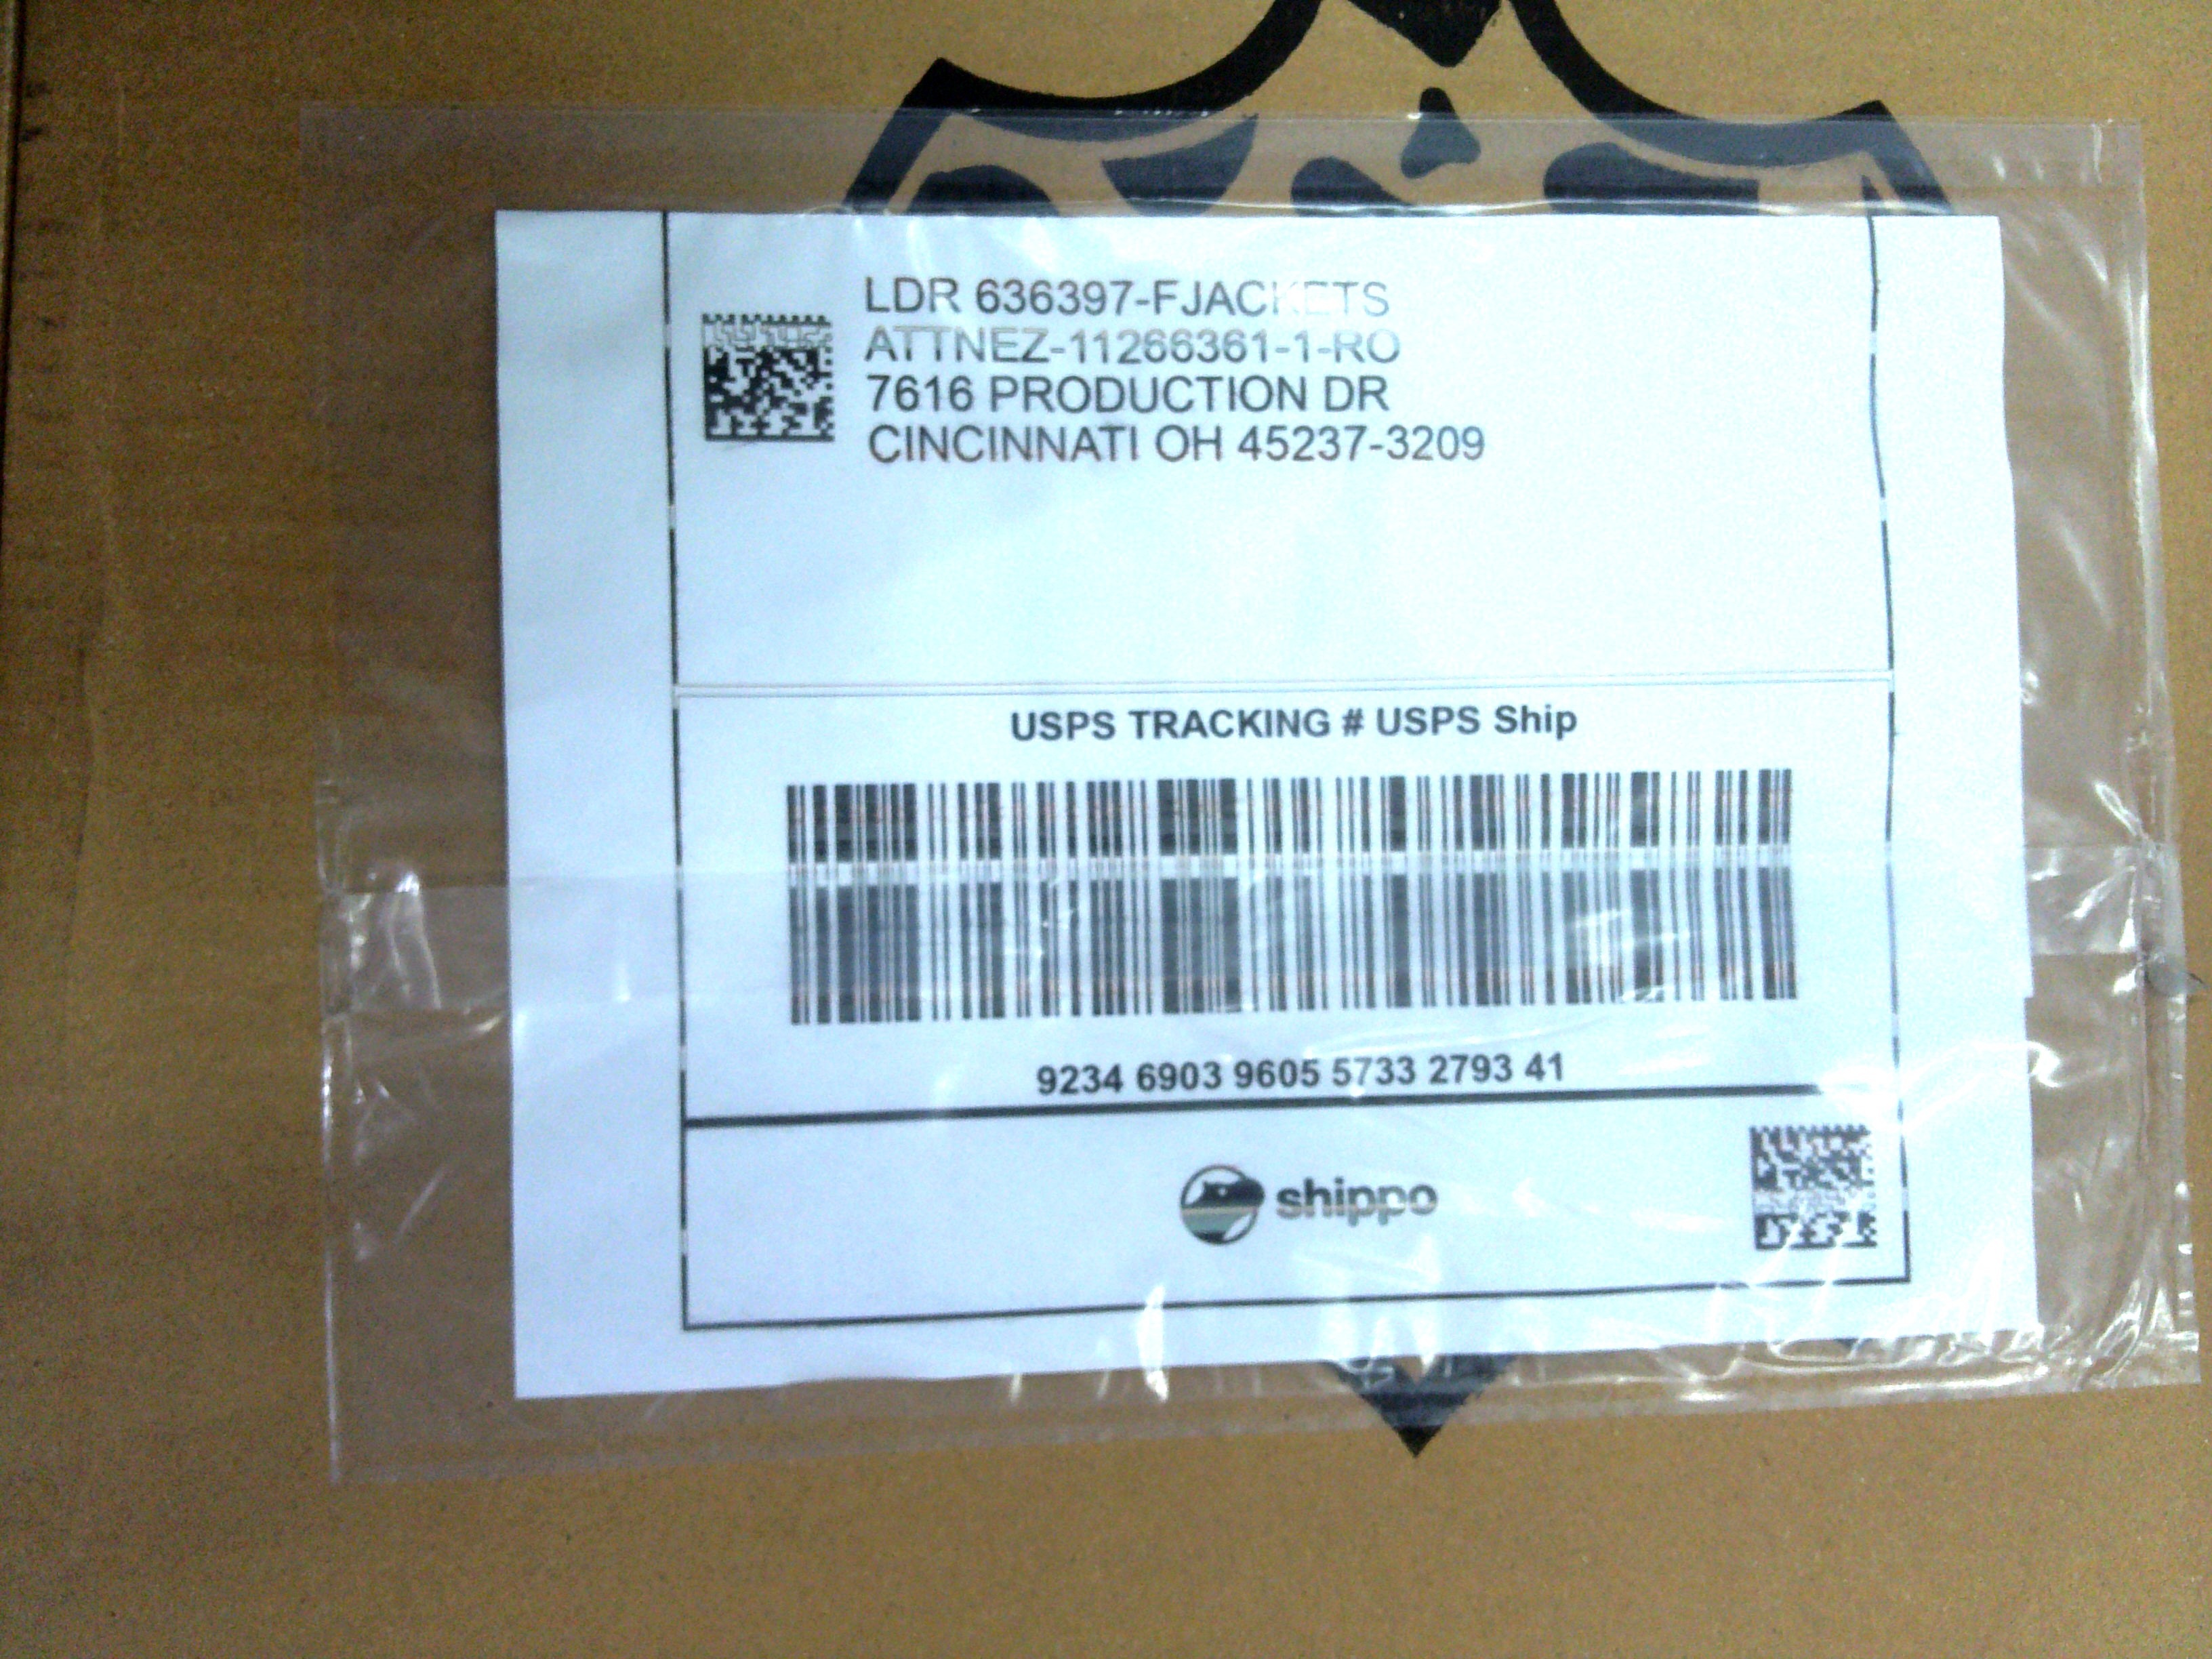 LDR 636397-FJACKETS
ATTNEZ-11266361-1-RO
7616 PRODUCTION DR
CINCINNATI OH 45237-3209
USPS TRACKING # USPS Ship
9234 6903 9605 5733 2793 41
shippo